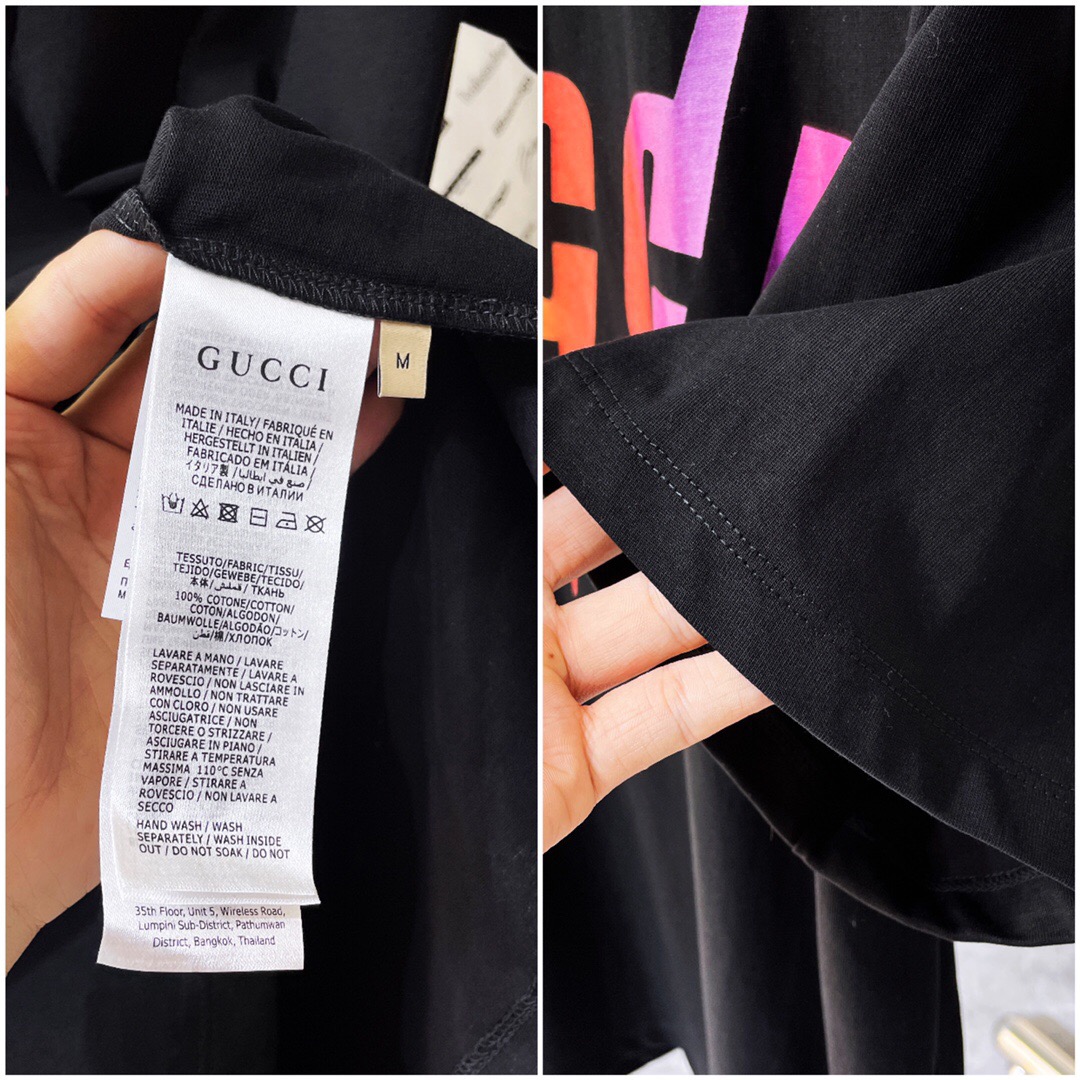 GUCCI
M
MADE IN ITALY/ FABRIQUÉ EN
ITALIE / HECHO EN ITALIA /
HERGESTELLT IN ITALIEN /
FABRICADO EM ITÁLIA /
イタリア製 / صنع في ايطاليا /
СДЕЛАНО В ИТАЛИИ
TESSUTO/FABRIC/TISSU/
TEJIDO/GEWEBE/TECIDO/
本体/قماش/ ТКАНЬ
100% COTONE/COTTON/
COTON/ALGODON/
BAUMWOLLE/ALGODÃO/コットン/
قطن/棉/ХЛОПОК
LAVARE A MANO / LAVARE
SEPARATAMENTE / LAVARE A
ROVESCIO / NON LASCIARE IN
AMMOLLO / NON TRATTARE
CON CLORO / NON USARE
ASCIUGATRICE / NON
TORCERE O STRIZZARE /
ASCIUGARE IN PIANO /
STIRARE A TEMPERATURA
MASSIMA 110°C SENZA
VAPORE / STIRARE A
ROVESCIO / NON LAVARE A
SECCO
HAND WASH / WASH
SEPARATELY / WASH INSIDE
OUT / DO NOT SOAK / DO NOT
35th Floor, Unit 5, Wireless Road,
Lumpini Sub-District, Pathumwan
District, Bangkok, Thailand